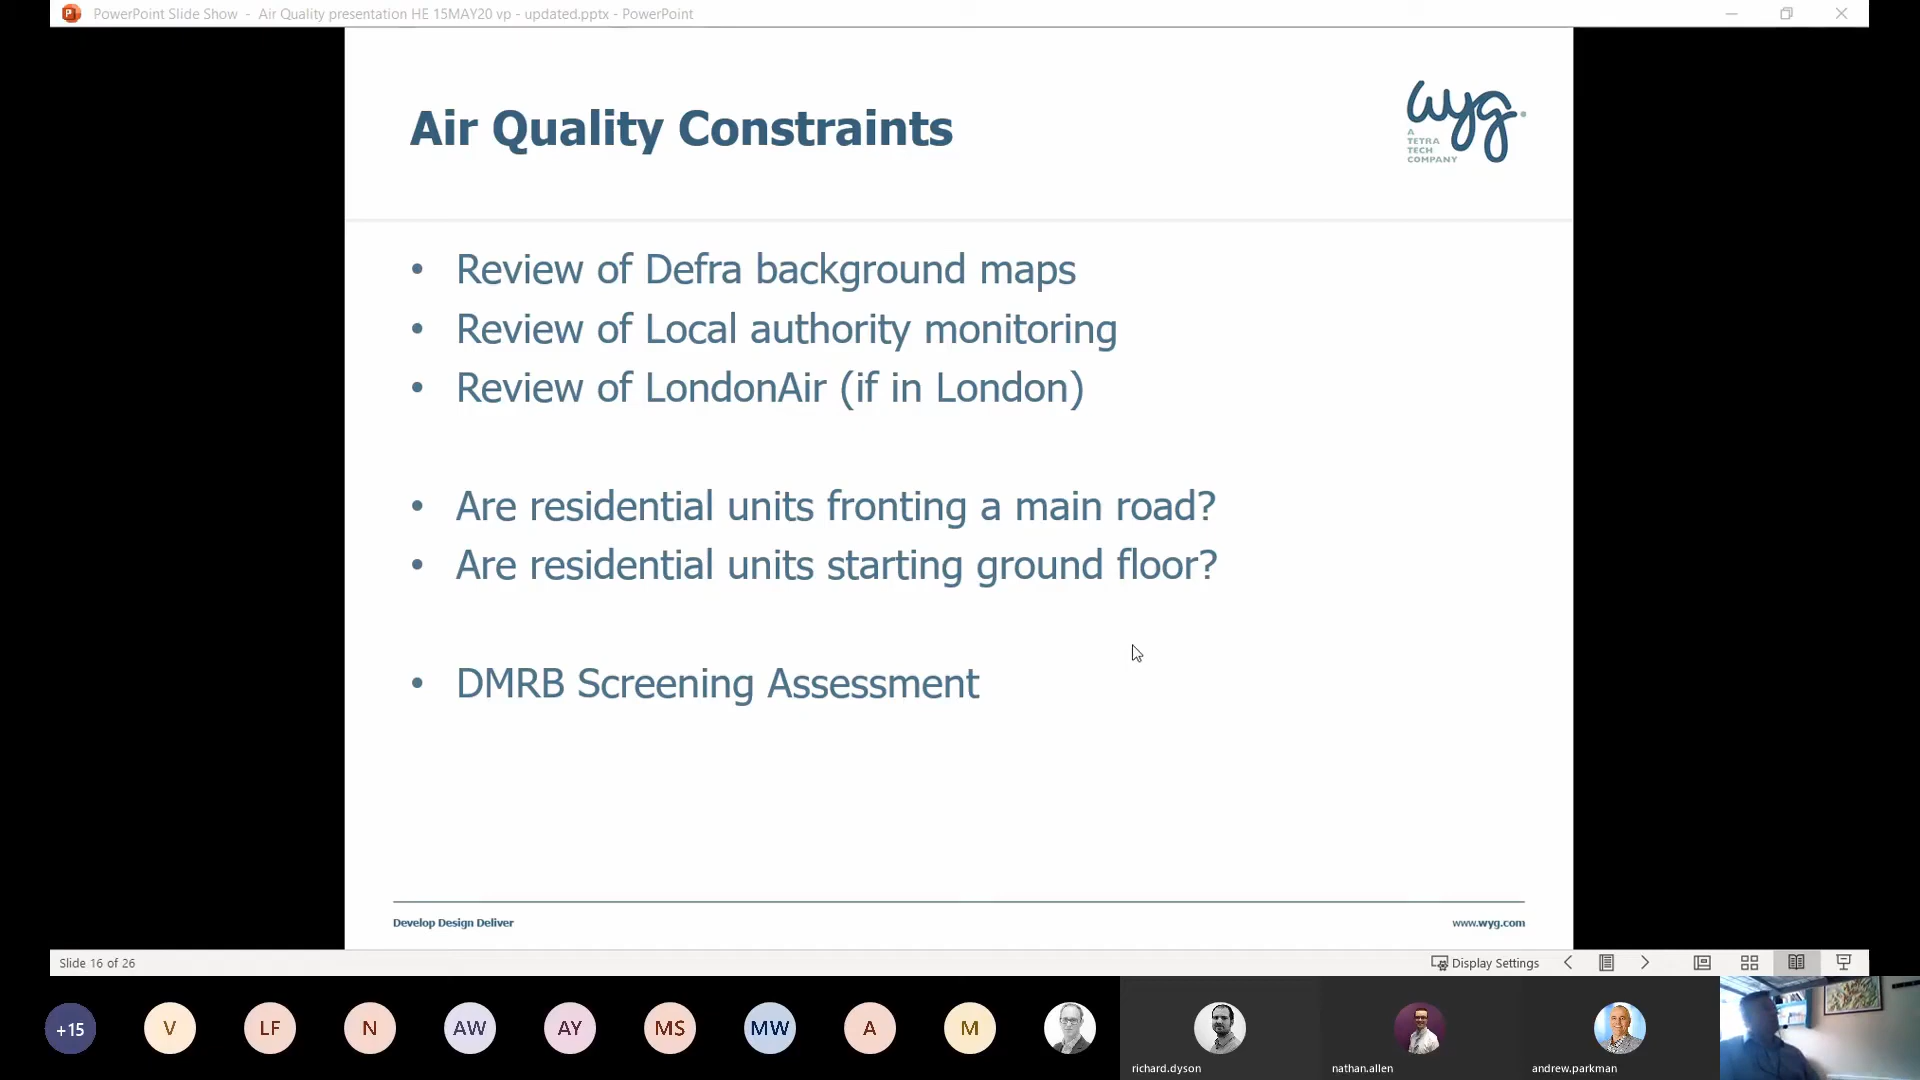 PowerPoint Slide Show - Air Quality presentation HE 15MAY20 vp - updated.pptx - PowerPoint
Air Quality Constraints
wyg.
A
TETRA
TECH
COMPANY
• Review of Defra background maps
• Review of Local authority monitoring
• Review of LondonAir (if in London)
• Are residential units fronting a main road?
• Are residential units starting ground floor?
• DMRB Screening Assessment
Develop Design Deliver
www.wyg.com
Slide 16 of 26
Display Settings
+15
V
LF
N
AW
AY
MS
MW
A
M
richard.dyson
nathan.allen
andrew.parkman